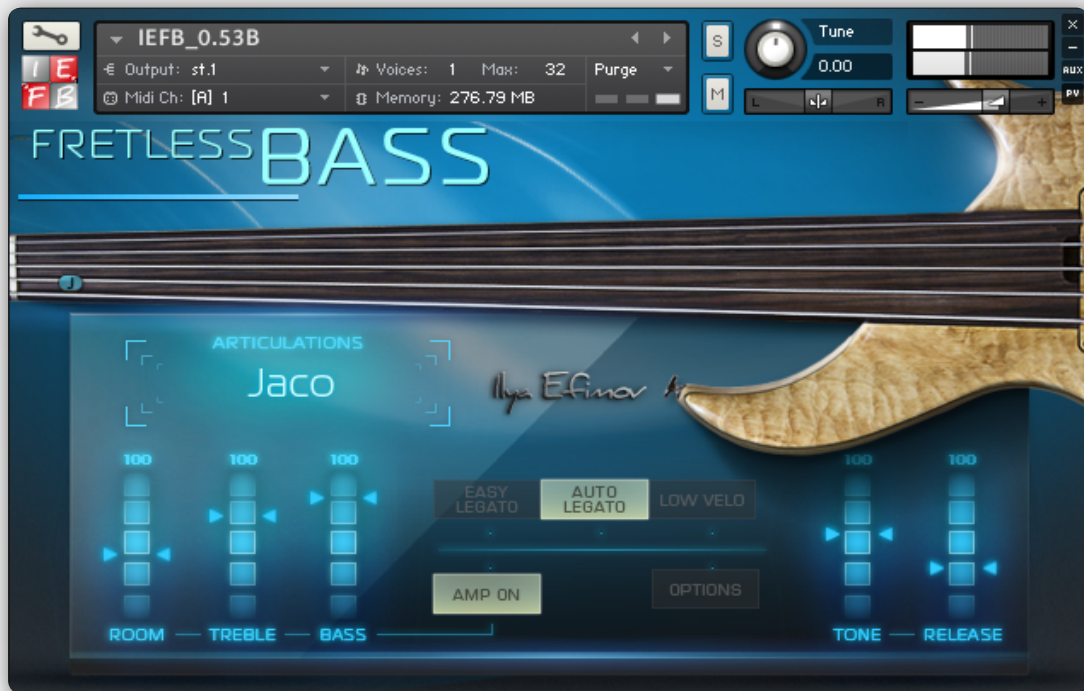 IEFB_0.53B
S
Tune
AUX
Output: st.1
Voices: 1 Max: 32
Purge
0.00
I E
F B
Midi Ch: [A] 1
Memory: 276.79 MB
M
L R
- +
PV
FRETLESS BASS
J
ARTICULATIONS
Jaco
Ilya Efimov
100 100 100 100 100
EASY LEGATO
AUTO LEGATO
LOW VELO
AMP ON
OPTIONS
ROOM TREBLE BASS TONE RELEASE